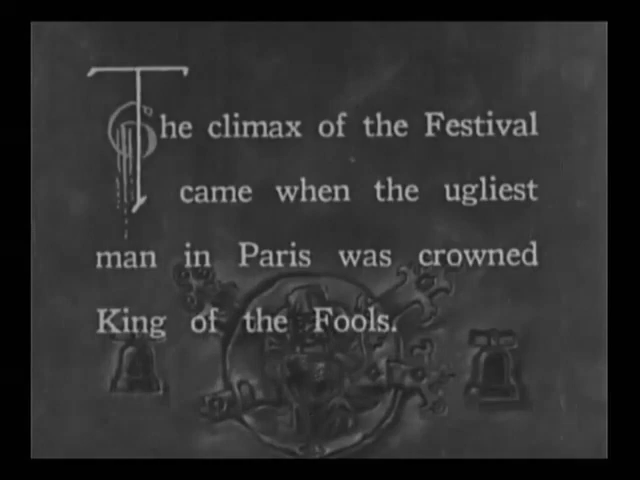 The climax of the Festival
came when the ugliest
man in Paris was crowned
King of the Fools.